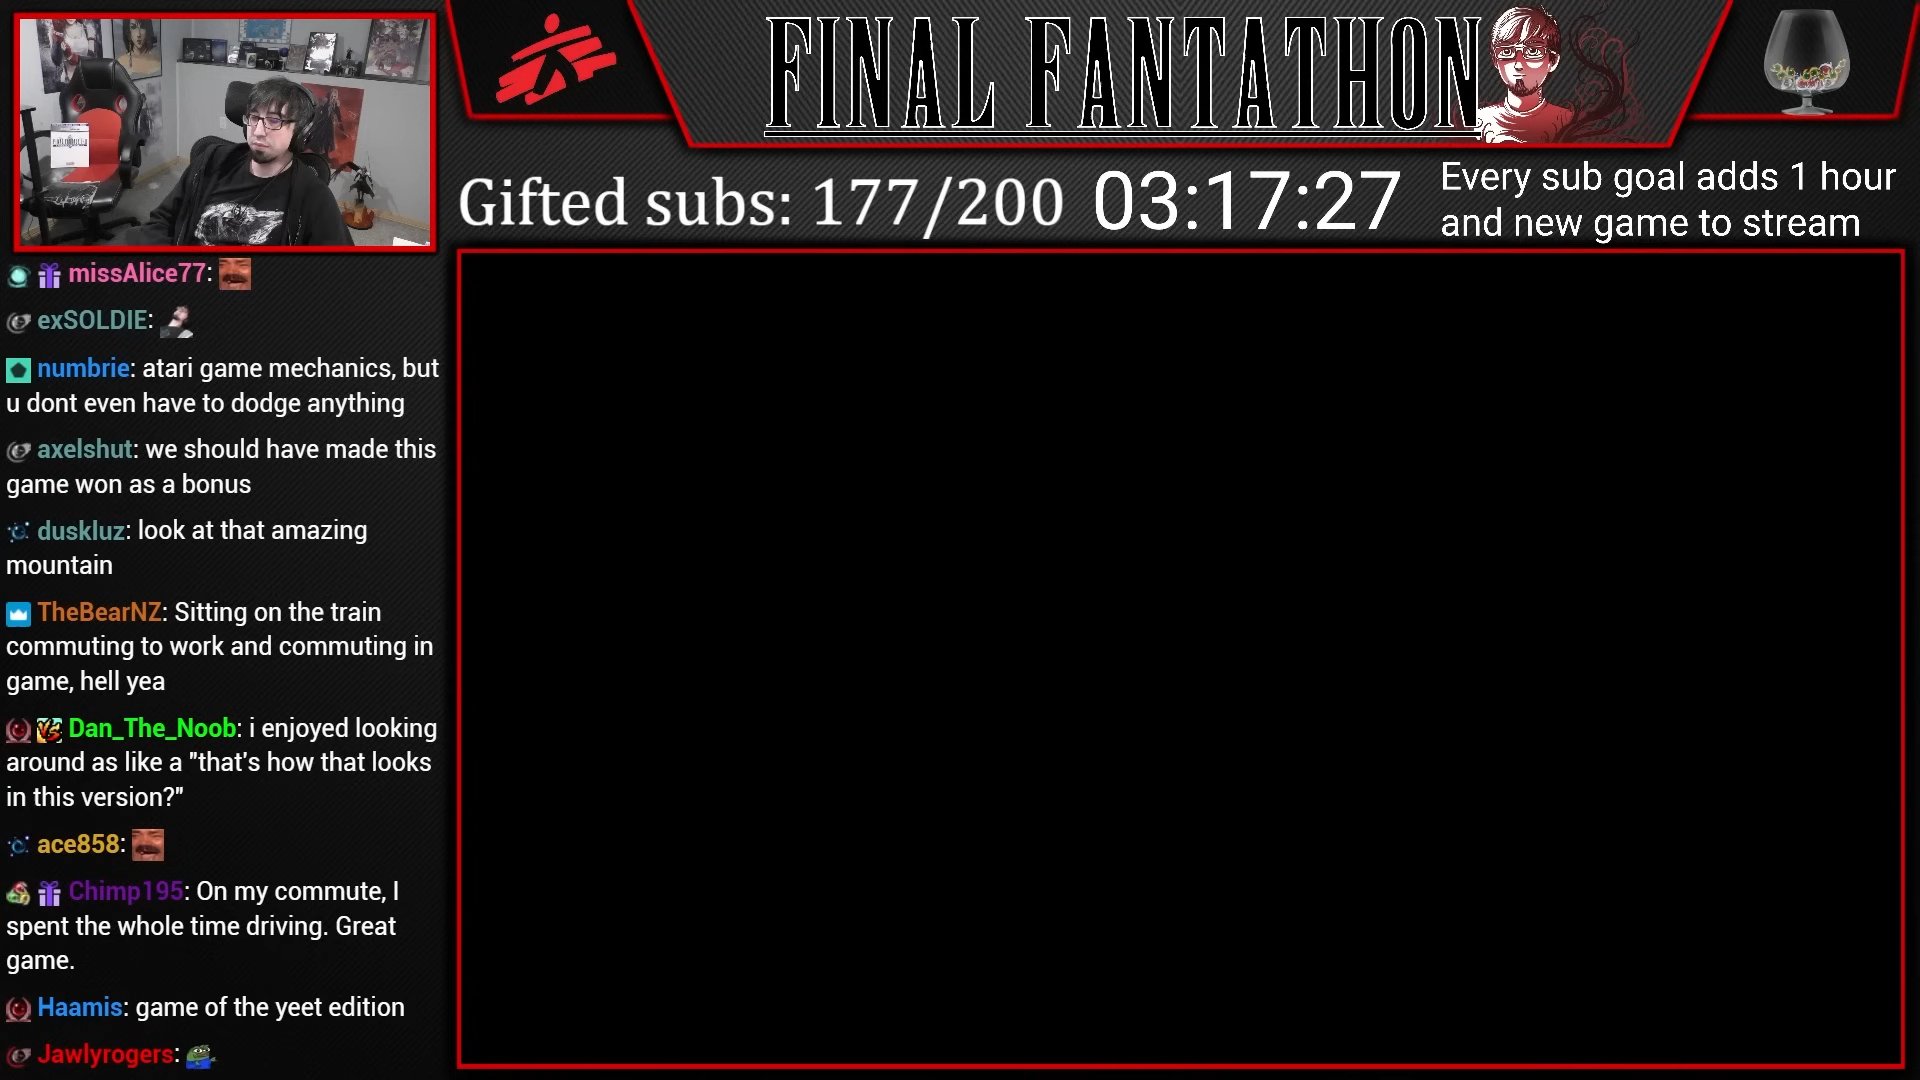 FINAL FANTATHON
Gifted subs: 177/200
03:17:27
Every sub goal adds 1 hour
and new game to stream
missAlice77:
exSOLDIE:
numbrie: atari game mechanics, but
u dont even have to dodge anything
axelshut: we should have made this
game won as a bonus
duskluz: look at that amazing
mountain
TheBearNZ: Sitting on the train
commuting to work and commuting in
game, hell yea
Dan_The_Noob: i enjoyed looking
around as like a "that's how that looks
in this version?"
ace858:
Chimp195: On my commute, I
spent the whole time driving. Great
game.
Haamis: game of the yeet edition
Jawlyrogers: